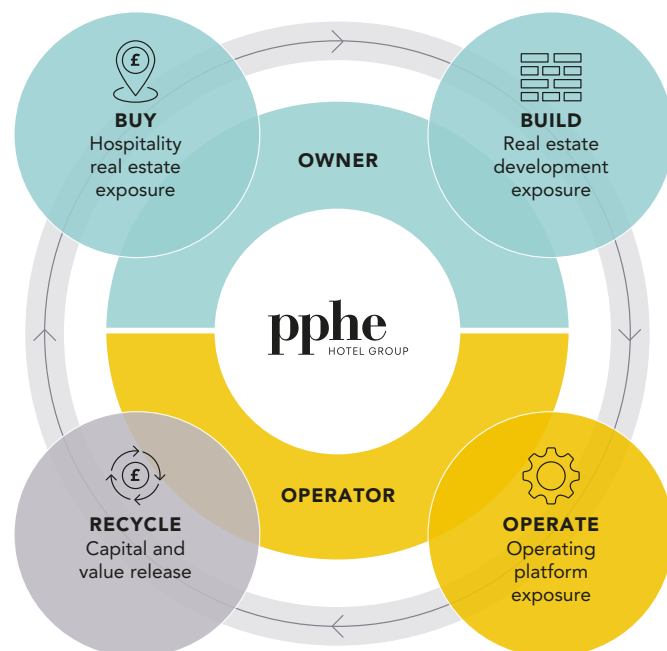 £
BUY
Hospitality
real estate
exposure
BUILD
Real estate
development
exposure
OWNER
pphe
HOTEL GROUP
OPERATOR
£
RECYCLE
Capital and
value release
OPERATE
Operating
platform
exposure